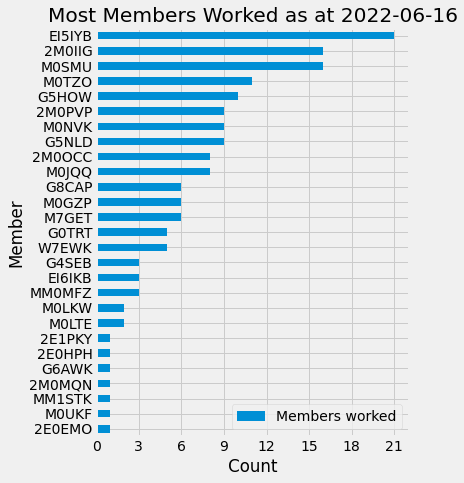 Most Members Worked as at 2022-06-16
EI5IYB
2M0IIG
M0SMU
M0TZO
G5HOW
2M0PVP
M0NVK
G5NLD
2M0OCC
M0JQQ
G8CAP
M0GZP
M7GET
G0TRT
W7EWK
G4SEB
EI6IKB
MM0MFZ
M0LKW
M0LTE
2E1PKY
2E0HPH
G6AWK
2M0MQN
MM1STK
M0UKF
2E0EMO
Member
Members worked
0 3 6 9 12 15 18 21
Count